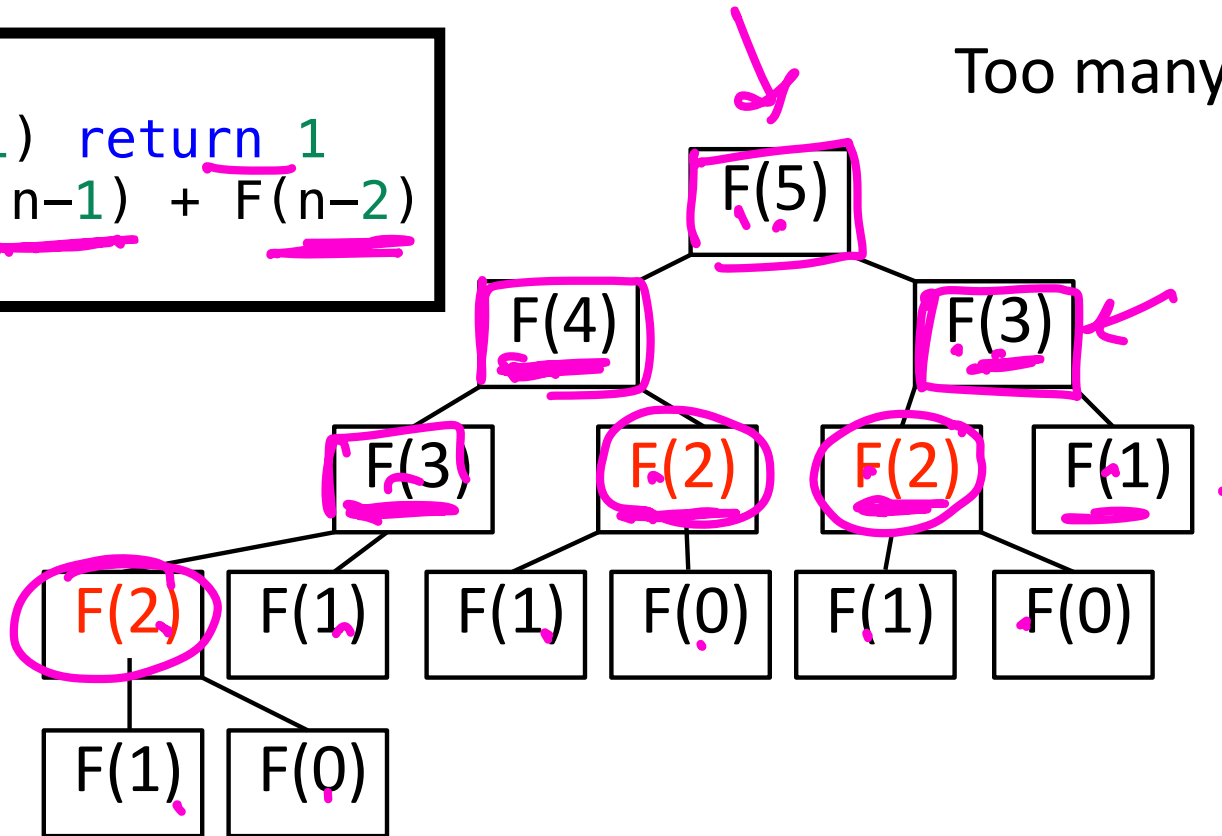 ) return 1
n-1) + F(n-2)
Too many
F(5)
F(4) F(3)
F(3) F(2) F(2) F(1)
F(2) F(1) F(1) F(0) F(1) F(0)
F(1) F(0)